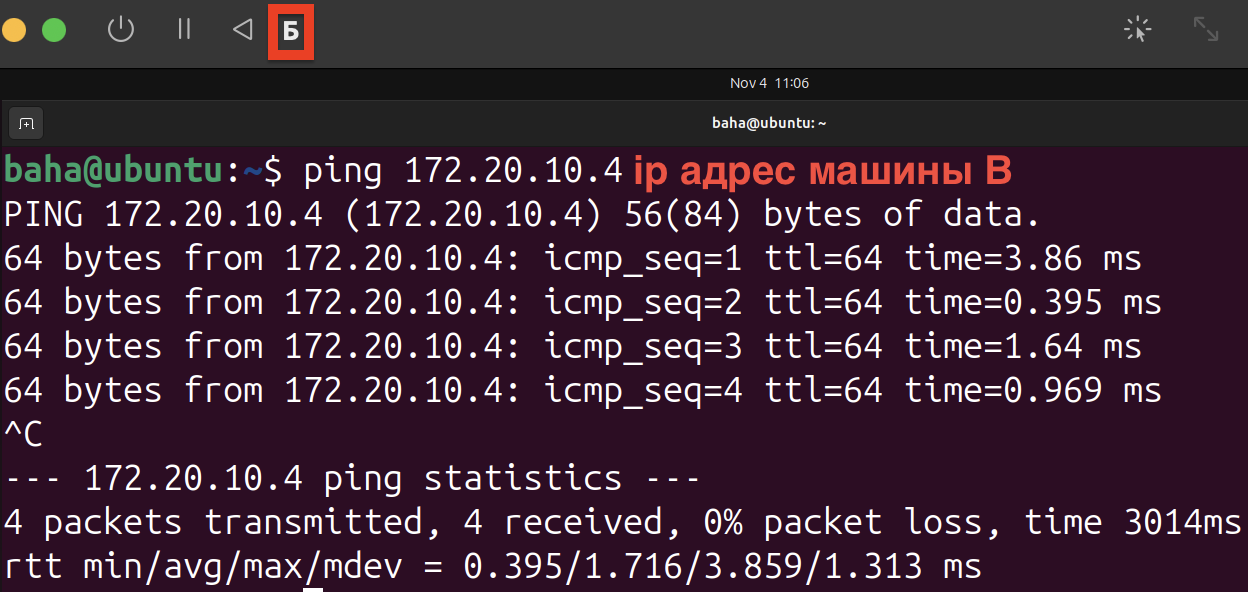 Б
Nov 4 11:06
baha@ubuntu: ~
baha@ubuntu:~$ ping 172.20.10.4 ip адрес машины В
PING 172.20.10.4 (172.20.10.4) 56(84) bytes of data.
64 bytes from 172.20.10.4: icmp_seq=1 ttl=64 time=3.86 ms
64 bytes from 172.20.10.4: icmp_seq=2 ttl=64 time=0.395 ms
64 bytes from 172.20.10.4: icmp_seq=3 ttl=64 time=1.64 ms
64 bytes from 172.20.10.4: icmp_seq=4 ttl=64 time=0.969 ms
^C
--- 172.20.10.4 ping statistics ---
4 packets transmitted, 4 received, 0% packet loss, time 3014ms
rtt min/avg/max/mdev = 0.395/1.716/3.859/1.313 ms